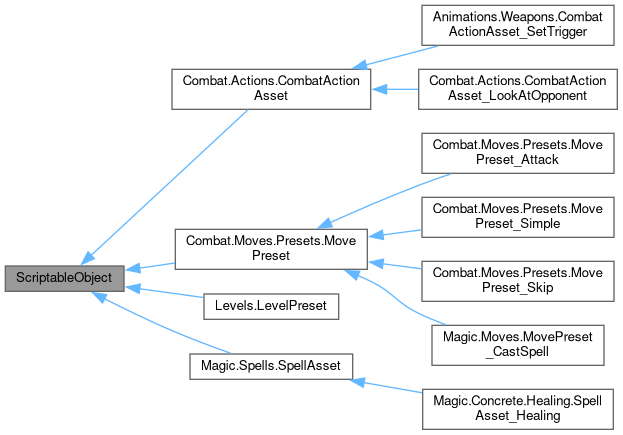 Animations.Weapons.Combat
ActionAsset_SetTrigger
Combat.Actions.CombatAction
Asset
Combat.Actions.CombatAction
Asset_LookAtOpponent
Combat.Moves.Presets.Move
Preset_Attack
Combat.Moves.Presets.Move
Preset_Simple
Combat.Moves.Presets.Move
Preset
Combat.Moves.Presets.Move
Preset_Skip
ScriptableObject
Levels.LevelPreset
Magic.Moves.MovePreset
_CastSpell
Magic.Spells.SpellAsset
Magic.Concrete.Healing.Spell
Asset_Healing